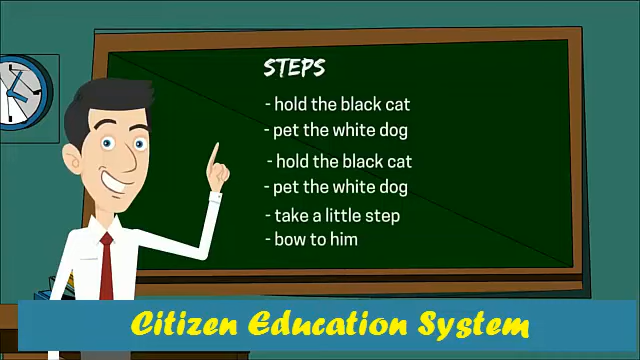 STEPS
- hold the black cat
- pet the white dog
- hold the black cat
- pet the white dog
- take a little step
- bow to him
Citizen Education System